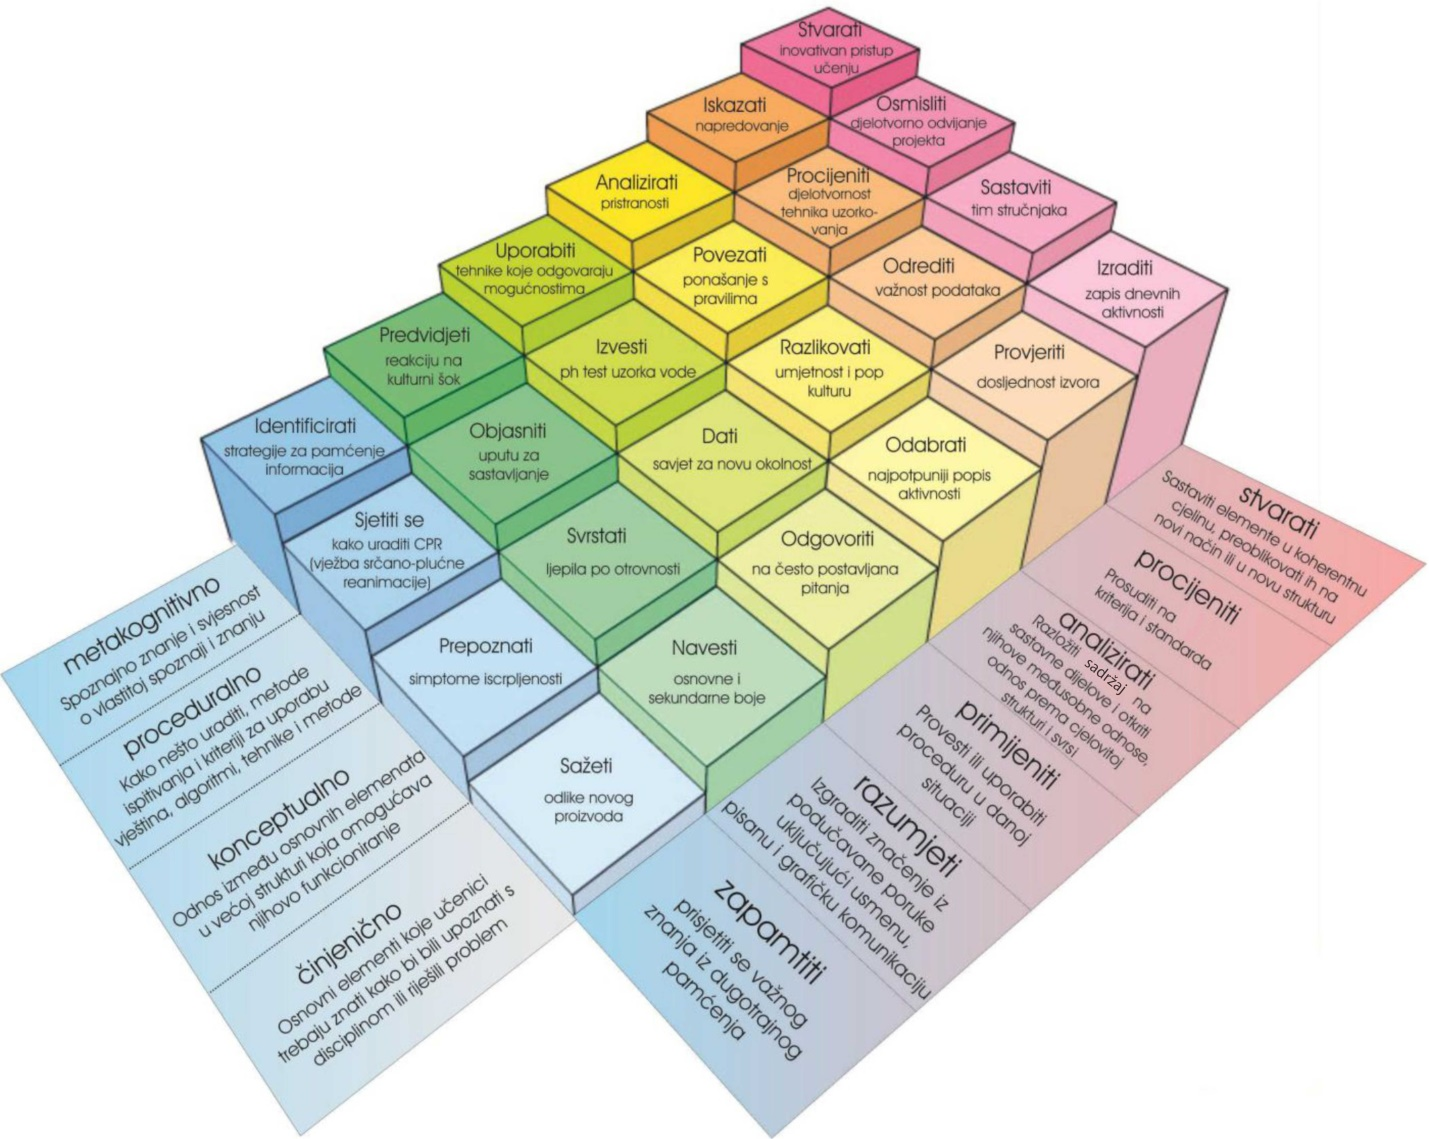 Stvarati
inovativan pristup
učenju
Iskazati
napredovanje
Osmisliti
djelotvorno odvijanje
projekta
Analizirati
pristranosti
Procijeniti
djelotvornost
tehnika uzorko-
vanja
Sastaviti
tim stručnjaka
Uporabiti
tehnike koje odgovaraju
mogućnostima
Povezati
ponašanje s
pravilima
Odrediti
važnost podataka
Izraditi
zapis dnevnih
aktivnosti
Predvidjeti
reakciju na
kulturni šok
Izvesti
ph test uzorka vode
Razlikovati
umjetnost i pop
kulturu
Provjeriti
dosljednost izvora
Identificirati
strategije za pamćenje
informacija
Objasniti
uputu za
sastavljanje
Dati
savjet za novu okolnost
Odabrati
najpotpuniji popis
aktivnosti
Sjetiti se
kako uraditi CPR
(vježba srčano-plućne
reanimacije)
Svrstati
ljepila po otrovnosti
Odgovoriti
na često postavljana
pitanja
Prepoznati
simptome iscrpljenosti
Navesti
osnovne i
sekundarne boje
Sažeti
odlike novog
proizvoda
metakognitivno
Spoznajno znanje i svjesnost
o vlastitoj spoznaji i znanju
proceduralno
Kako nešto uraditi, metode
ispitivanja i kriteriji za uporabu
vještina, algoritmi, tehnike i metode
konceptualno
Odnos između osnovnih elemenata
u većoj strukturi koja omogućava
njihovo funkcioniranje
činjenično
Osnovni elementi koje učenici
trebaju znati kako bi bili upoznati s
disciplinom ili riješili problem
stvarati
Sastaviti elemente u koherentnu
cjelinu, preoblikovati ih na
novi način ili u novu strukturu
procijeniti
Prosuditi na
kriterija i standarda
analizirati
Razložiti sadržaj na
sastavne dijelove i otkriti
njihove međusobne odnose,
odnos prema cjelovitoj
strukturi i svrsi
primijeniti
Provesti ili uporabiti
proceduru u danoj
situaciji
razumjeti
Izgraditi značenje iz
podučavane poruke
uključujući usmenu,
pisanu i grafičku komunikaciju
zapamtiti
prisjetiti se važnog
znanja iz dugotrajnog
pamćenja